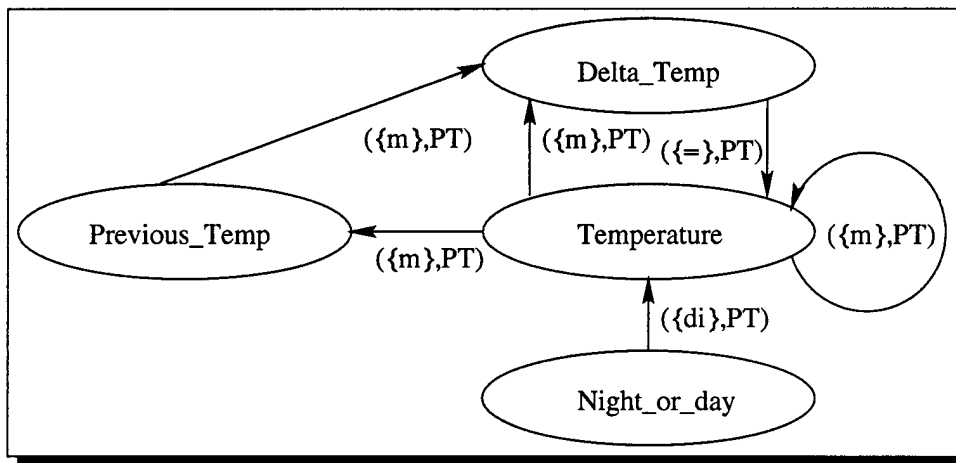 Delta_Temp
({m},PT)
({m},PT)
({=},PT)
Previous_Temp
Temperature
({m},PT)
({m},PT)
({di},PT)
Night_or_day